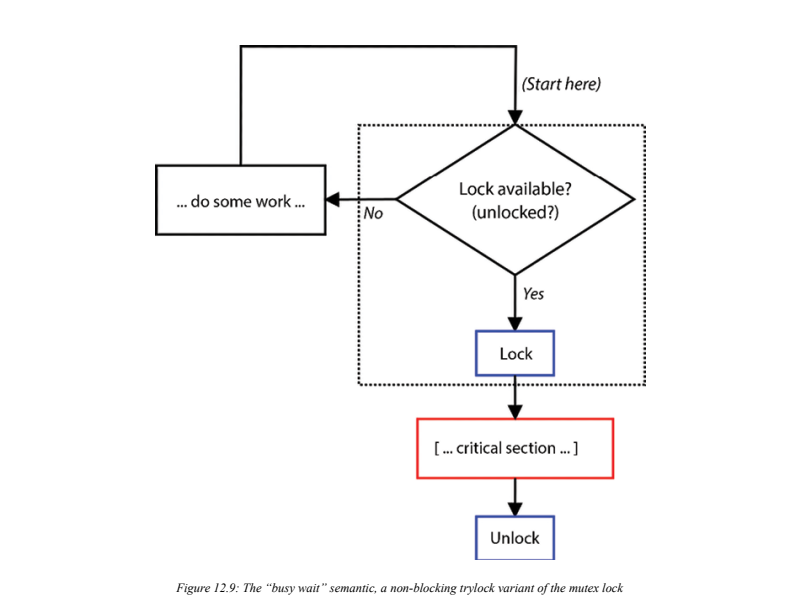 (Start here)
Lock available?
(unlocked?)
No
... do some work ...
Yes
Lock
[ ... critical section ... ]
Unlock
Figure 12.9: The “busy wait” semantic, a non-blocking trylock variant of the mutex lock